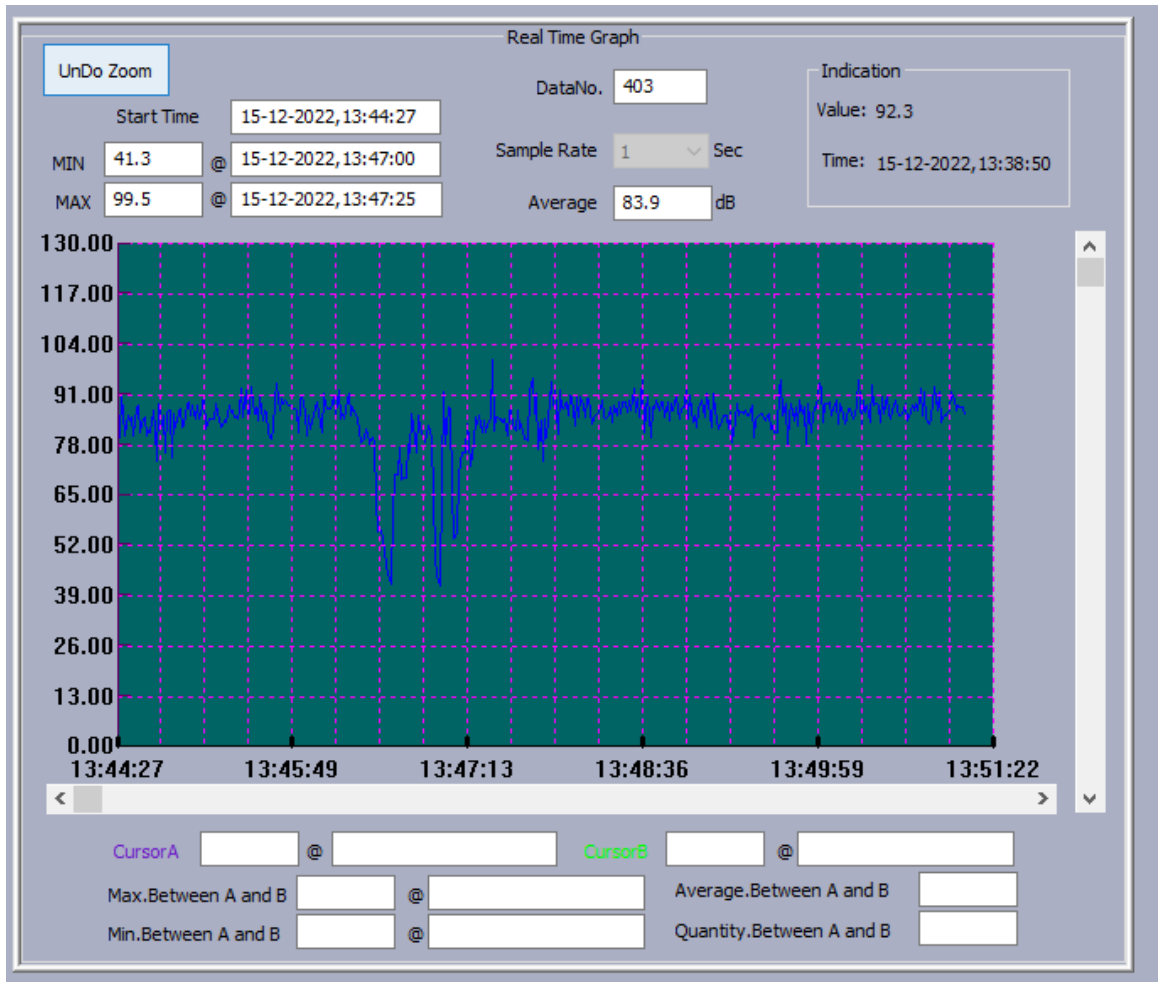 Real Time Graph
UnDo Zoom
DataNo. 403
Indication
Value: 92.3
Time: 15-12-2022,13:38:50
Start Time 15-12-2022,13:44:27
MIN 41.3 @ 15-12-2022,13:47:00
Sample Rate 1 Sec
MAX 99.5 @ 15-12-2022,13:47:25
Average 83.9 dB
130.00
117.00
104.00
91.00
78.00
65.00
52.00
39.00
26.00
13.00
0.00
13:44:27 13:45:49 13:47:13 13:48:36 13:49:59 13:51:22
CursorA @ CursorB @
Max.Between A and B @ Average.Between A and B
Min.Between A and B @ Quantity.Between A and B